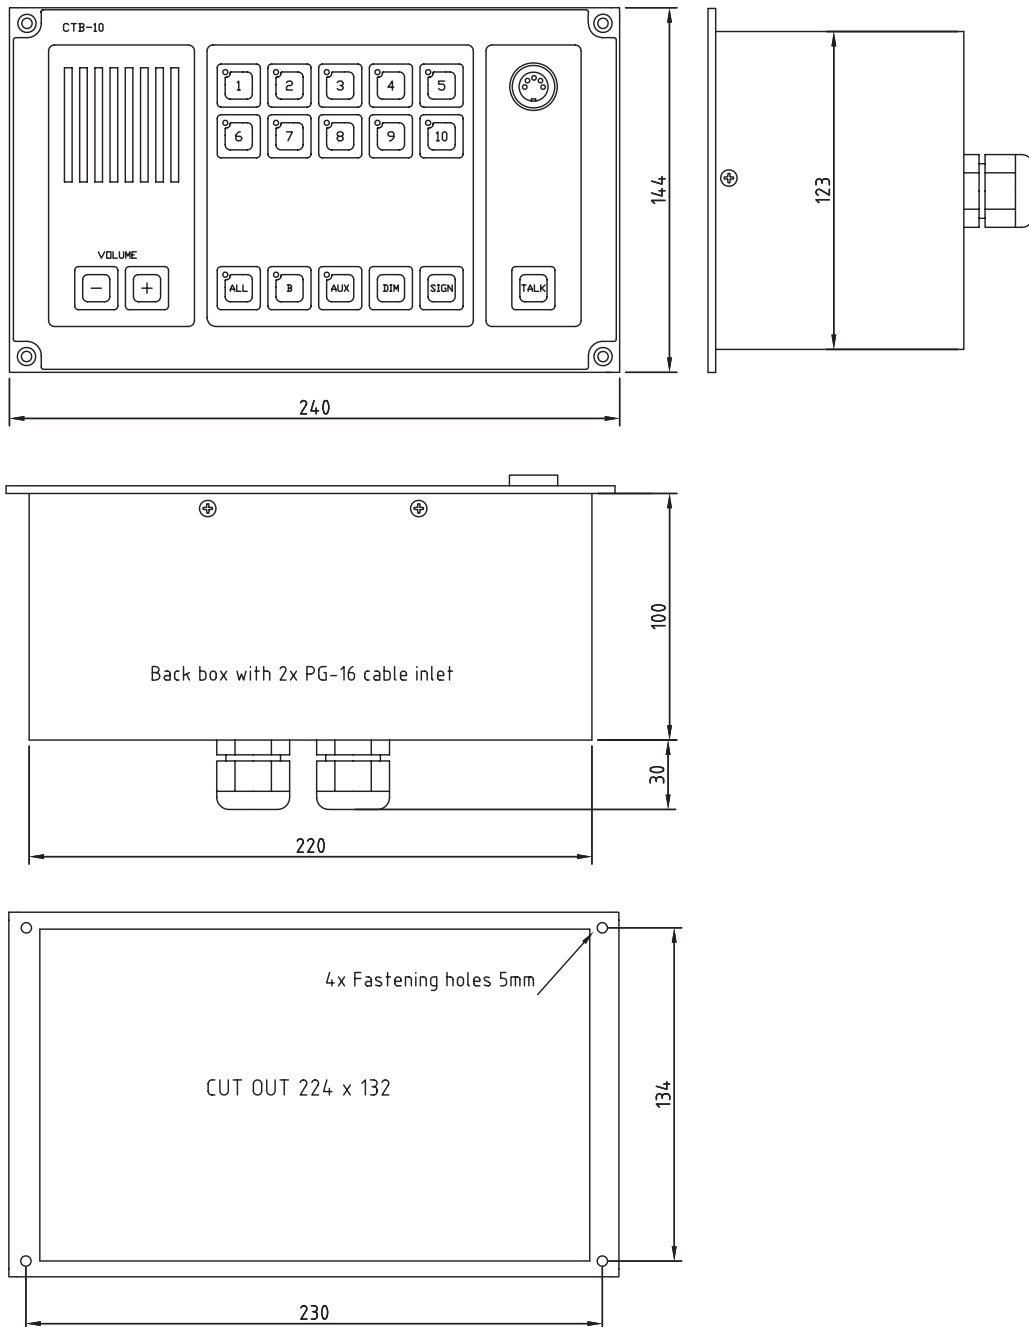 CTB-10
1 2 3 4 5
6 7 8 9 10
VOLUME
- +
ALL B AUX DIM SIGN TALK
144
123
240
100
Back box with 2x PG-16 cable inlet
30
220
4x Fastening holes 5mm
CUT OUT 224 x 132
134
230